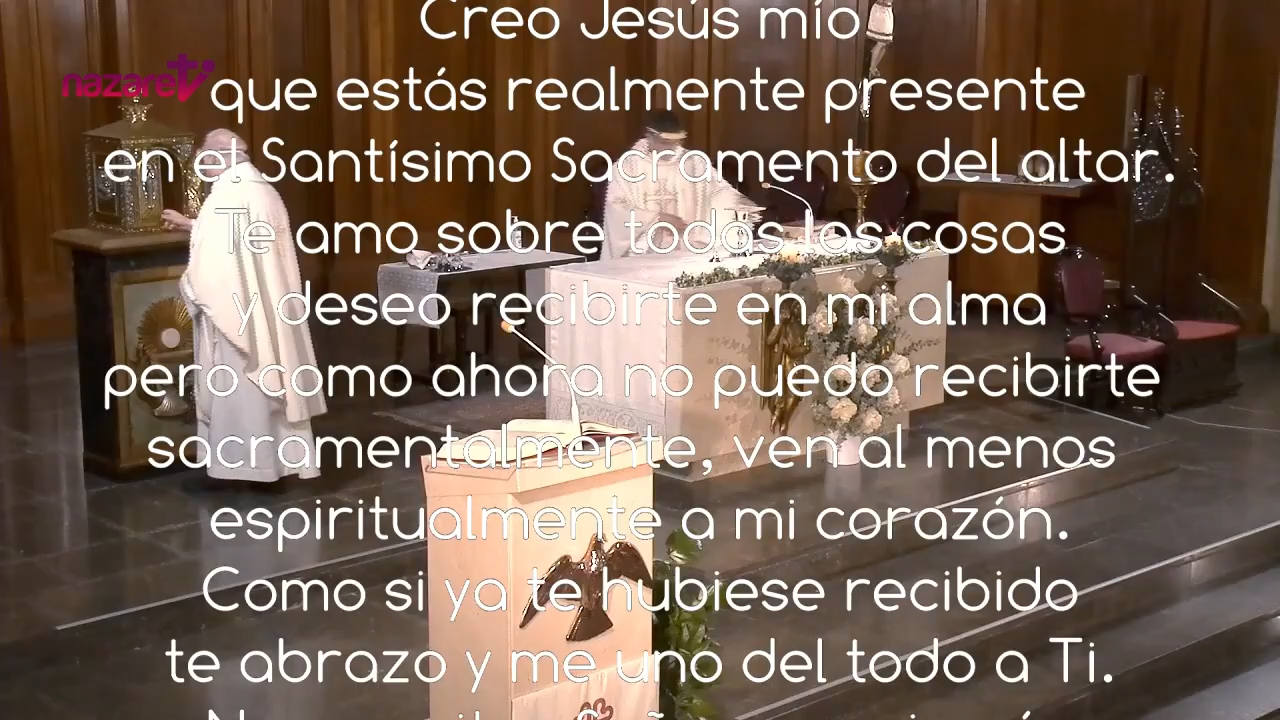 Creo Jesús mío
nazaretv
que estás realmente presente
en el Santísimo Sacramento del altar.
Te amo sobre todas las cosas
y deseo recibirte en mi alma
pero como ahora no puedo recibirte
sacramentalmente, ven al menos
espiritualmente a mi corazón.
Como si ya te hubiese recibido
te abrazo y me uno del todo a Ti.